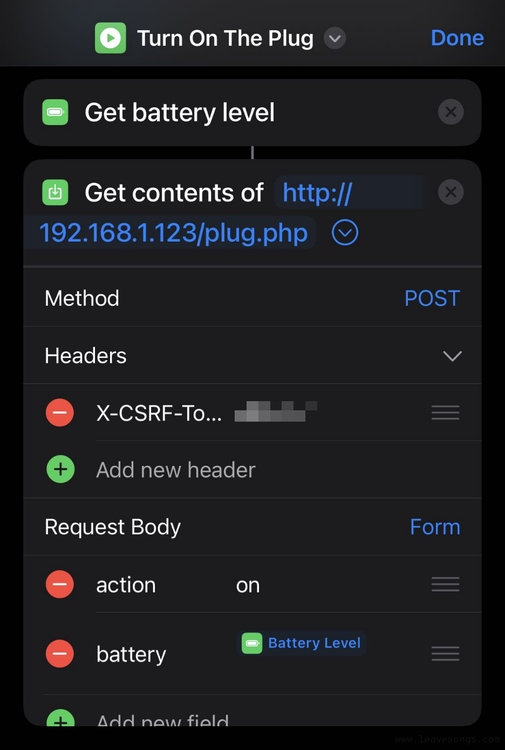 Turn On The Plug
Done
Get battery level
Get contents of http://
192.168.1.123/plug.php
Method POST
Headers
X-CSRF-To...
Add new header
Request Body Form
action on
battery Battery Level
Add new field
www.leavesongs.com